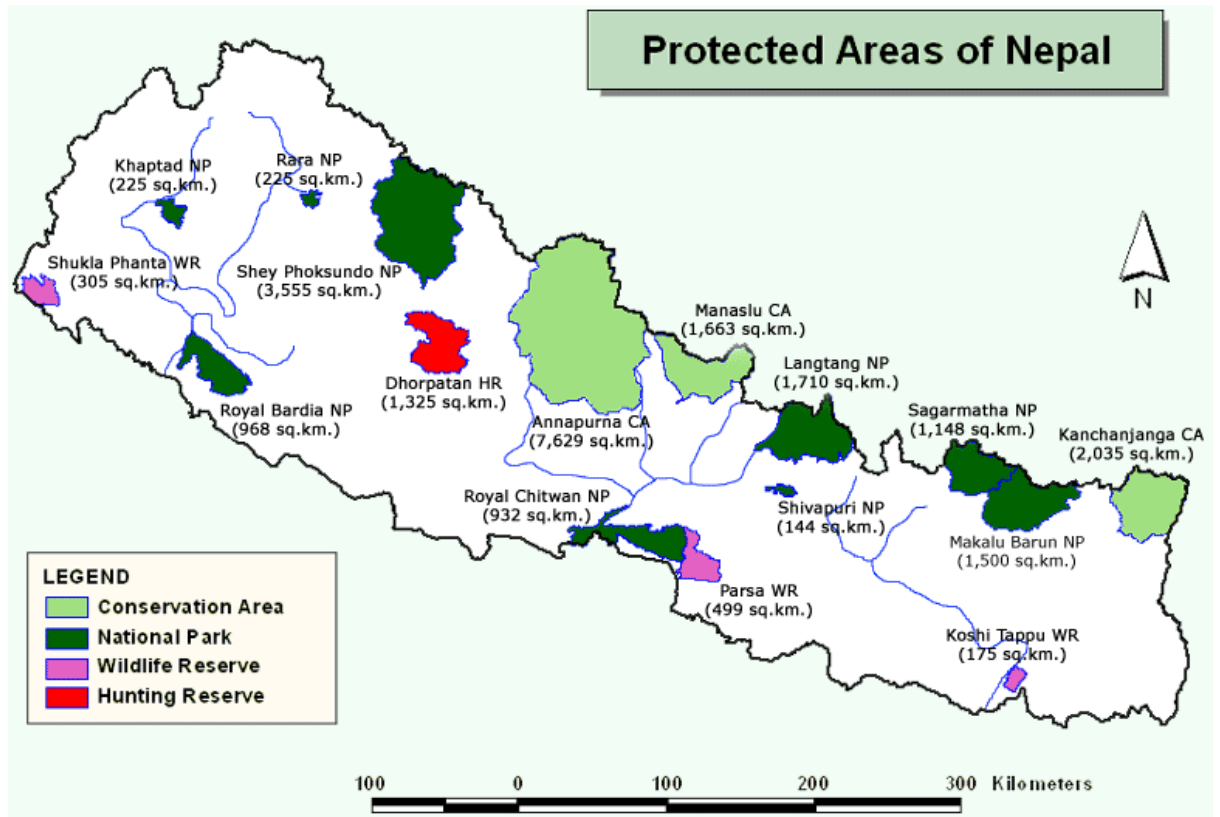 Protected Areas of Nepal
Khaptad NP
(225 sq.km.)
Rara NP
(225 sq.km.)
Shukla Phanta WR
(305 sq.km.)
Shey Phoksundo NP
(3,555 sq.km.)
Manaslu CA
(1,663 sq.km.)
N
Langtang NP
(1,710 sq.km.)
Dhorpatan HR
(1,325 sq.km.)
Royal Bardia NP
(968 sq.km.)
Annapurna CA
(7,629 sq.km.)
Sagarmatha NP
(1,148 sq.km.)
Kanchanjanga CA
(2,035 sq.km.)
Royal Chitwan NP
(932 sq.km.)
Shivapuri NP
(144 sq.km.)
Makalu Barun NP
(1,500 sq.km.)
Parsa WR
(499 sq.km.)
Koshi Tappu WR
(175 sq.km.)
LEGEND
Conservation Area
National Park
Wildlife Reserve
Hunting Reserve
100 0 100 200 300 Kilometers